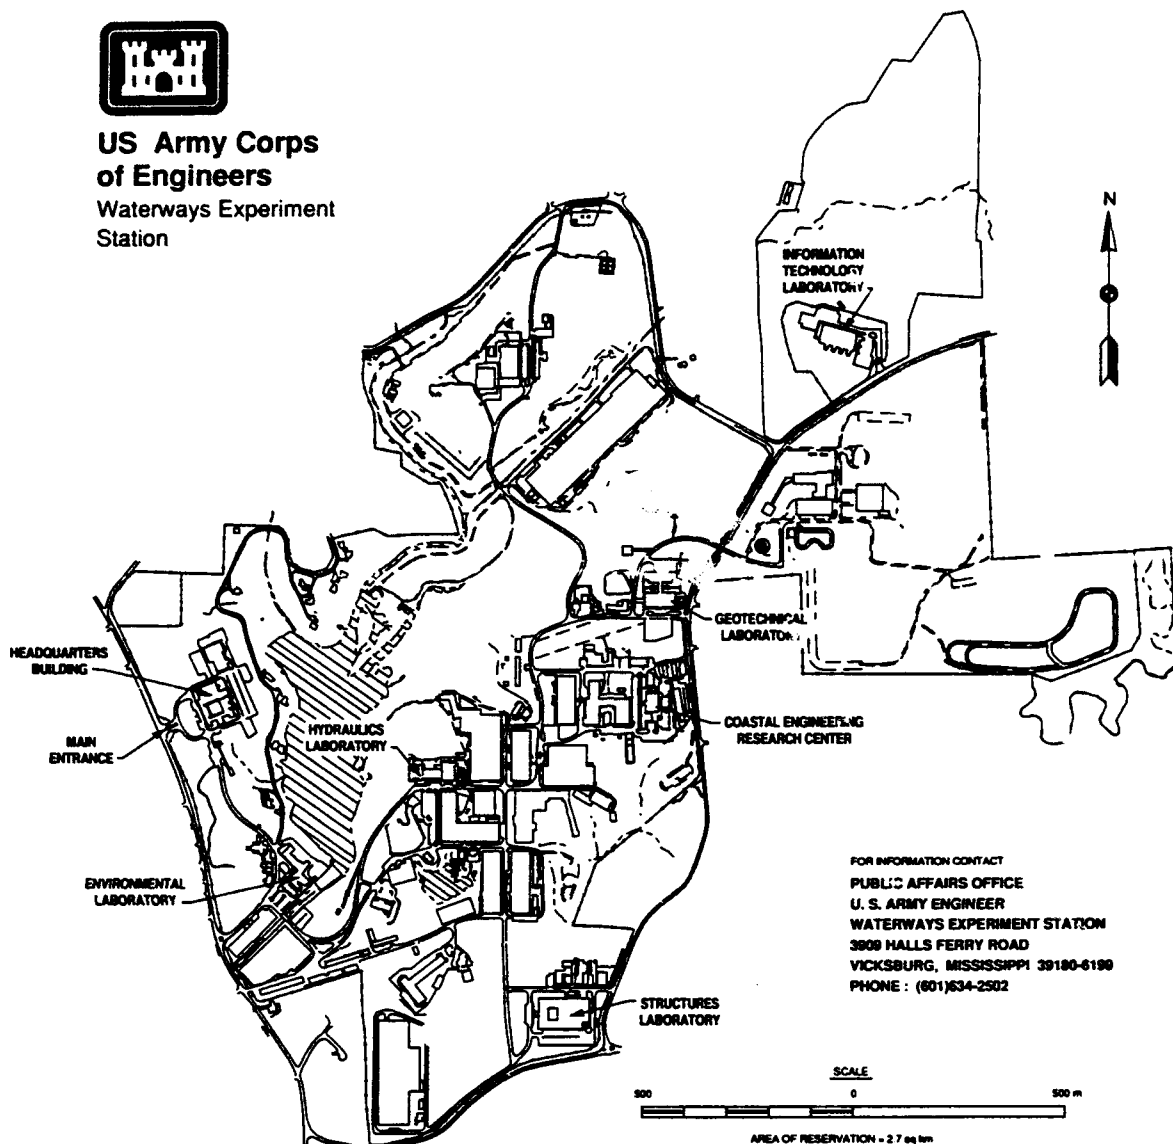 US Army Corps
of Engineers
Waterways Experiment
Station
N
INFORMATION
TECHNOLOGY
LABORATORY
GEOTECHNICAL
LABORATORY
HEADQUARTERS
BUILDING
MAIN
ENTRANCE
HYDRAULICS
LABORATORY
COASTAL ENGINEERING
RESEARCH CENTER
ENVIRONMENTAL
LABORATORY
STRUCTURES
LABORATORY
FOR INFORMATION CONTACT
PUBLIC AFFAIRS OFFICE
U. S. ARMY ENGINEER
WATERWAYS EXPERIMENT STATION
3909 HALLS FERRY ROAD
VICKSBURG, MISSISSIPPI 39180-6199
PHONE : (601)634-2502
SCALE
500 0 500 m
AREA OF RESERVATION = 2.7 sq km